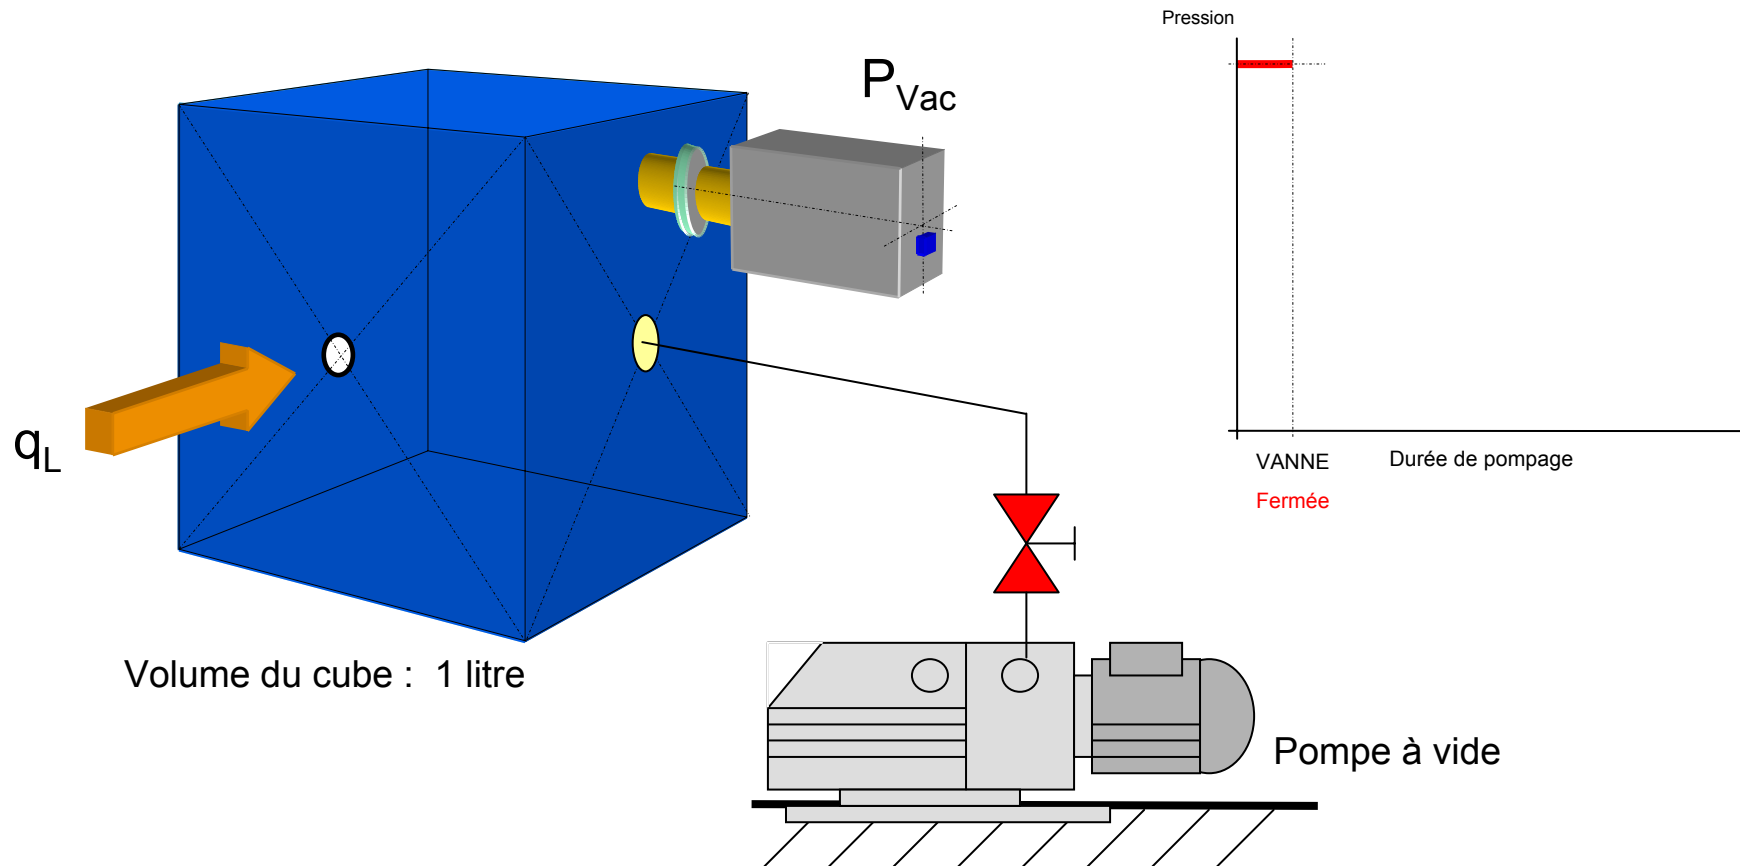 Pression
P_Vac
q_L
VANNE
Durée de pompage
Fermée
Volume du cube : 1 litre
Pompe à vide